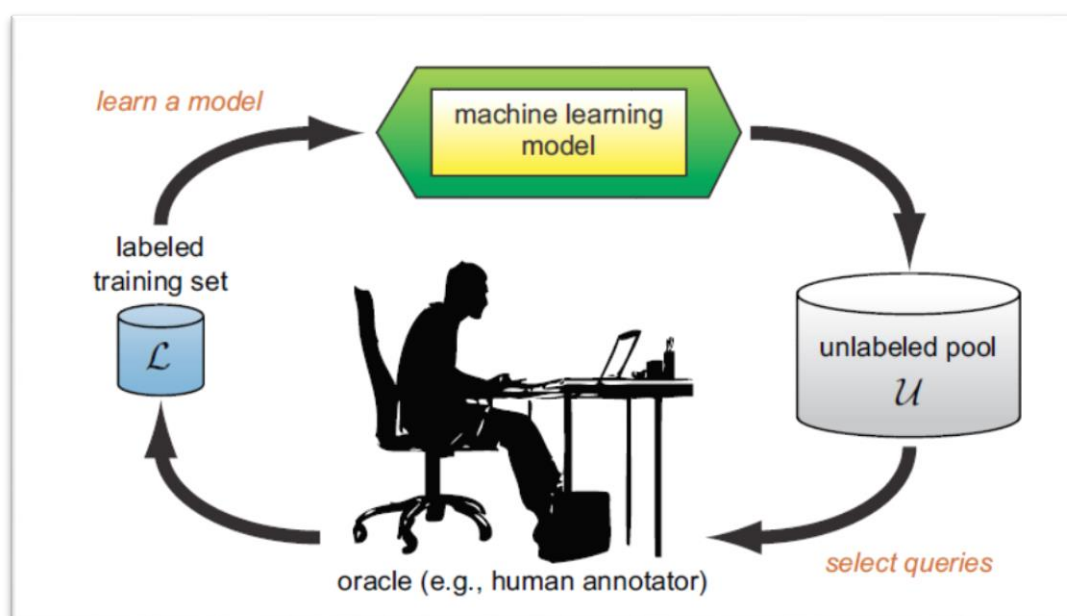 learn a model
machine learning
model
labeled
training set
ℒ
unlabeled pool
𝒰
select queries
oracle (e.g., human annotator)